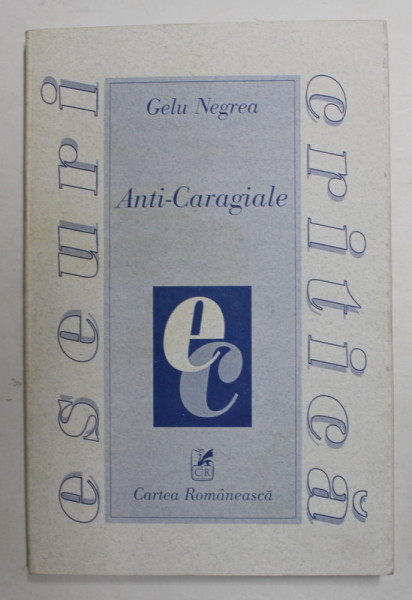 eseuri
Gelu Negrea
Anti-Caragiale
ec
CR
Cartea Românească
critică